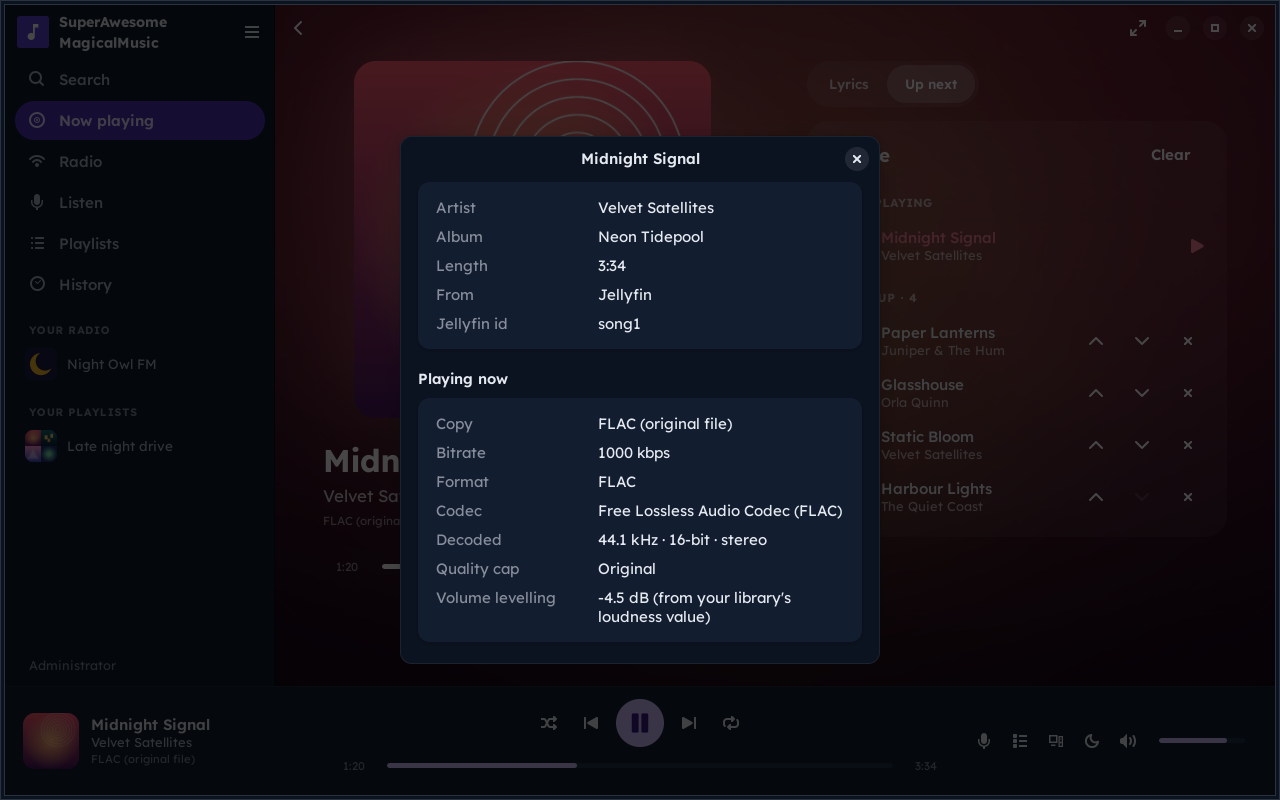 SuperAwesome
MagicalMusic
Search
Now playing
Radio
Listen
Playlists
History
YOUR RADIO
Night Owl FM
YOUR PLAYLISTS
Late night drive
Administrator
Lyrics
Up next
Clear
Midnight Signal
Velvet Satellites
UP · 4
Paper Lanterns
Juniper & The Hum
Glasshouse
Orla Quinn
Static Bloom
Velvet Satellites
Harbour Lights
The Quiet Coast
Midnight Signal
Artist Velvet Satellites
Album Neon Tidepool
Length 3:34
From Jellyfin
Jellyfin id song1
Playing now
Copy FLAC (original file)
Bitrate 1000 kbps
Format FLAC
Codec Free Lossless Audio Codec (FLAC)
Decoded 44.1 kHz · 16-bit · stereo
Quality cap Original
Volume levelling -4.5 dB (from your library's
loudness value)
1:20
Midnight Signal
Velvet Satellites
FLAC (original file)
1:20
3:34